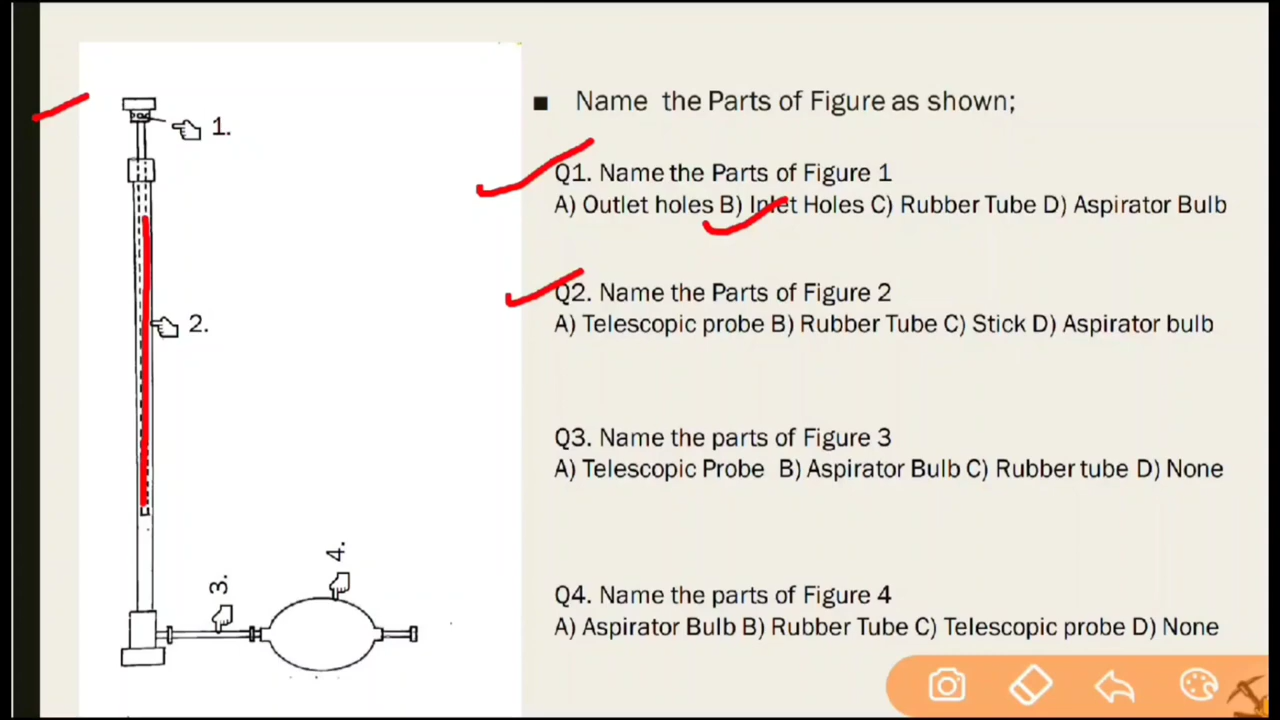 Name the Parts of Figure as shown;
1.
Q1. Name the Parts of Figure 1
A) Outlet holes B) Inlet Holes C) Rubber Tube D) Aspirator Bulb
Q2. Name the Parts of Figure 2
A) Telescopic probe B) Rubber Tube C) Stick D) Aspirator bulb
2.
Q3. Name the parts of Figure 3
A) Telescopic Probe B) Aspirator Bulb C) Rubber tube D) None
3.
4.
Q4. Name the parts of Figure 4
A) Aspirator Bulb B) Rubber Tube C) Telescopic probe D) None